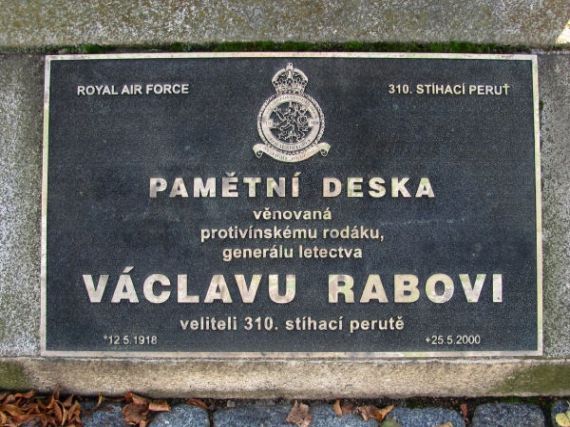 ROYAL AIR FORCE
310. STÍHACÍ PERUŤ
PAMĚTNÍ DESKA
věnovaná
protivínskému rodáku,
generálu letectva
VÁCLAVU RABOVI
veliteli 310. stíhací perutě
*12.5.1918
+25.5.2000